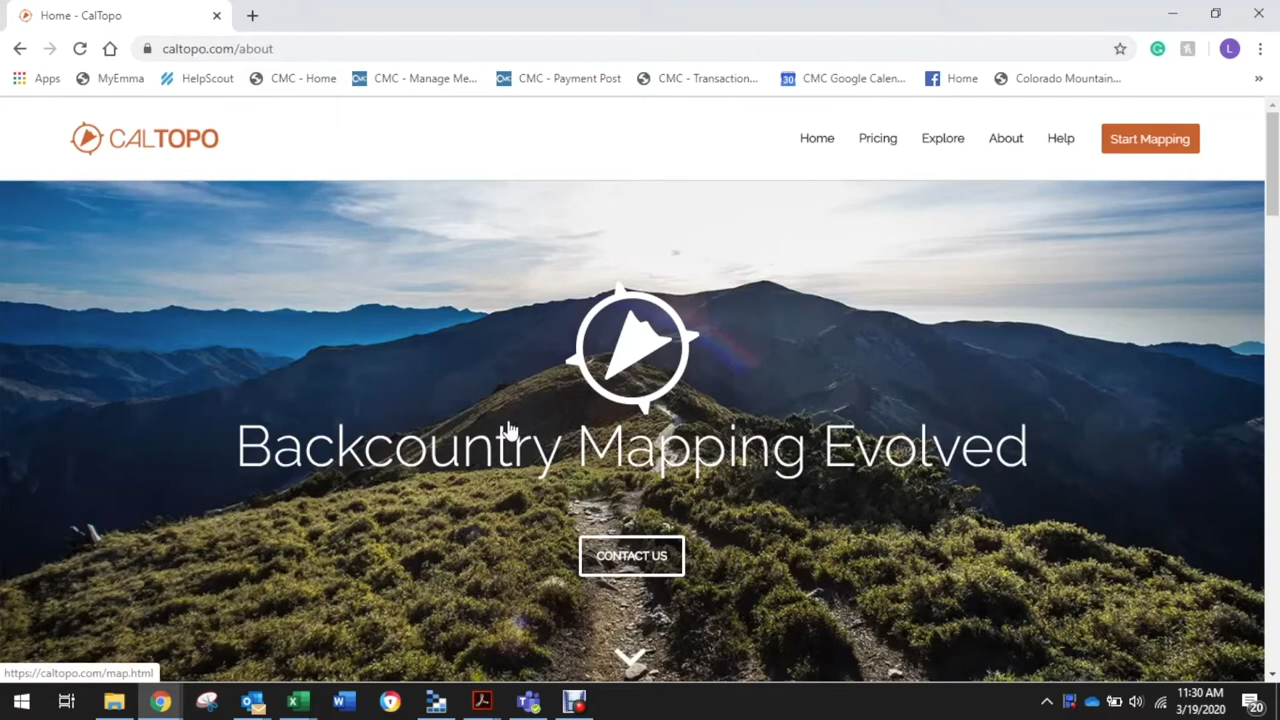 Home - CalTopo
caltopo.com/about
L
Apps MyEmma HelpScout CMC - Home CMC - Manage Me... CMC - Payment Post CMC - Transaction... 30 CMC Google Calen... Home Colorado Mountain... »
CALTOPO
Home Pricing Explore About Help Start Mapping
Backcountry Mapping Evolved
CONTACT US
https://caltopo.com/map.html
11:30 AM
3/19/2020
20